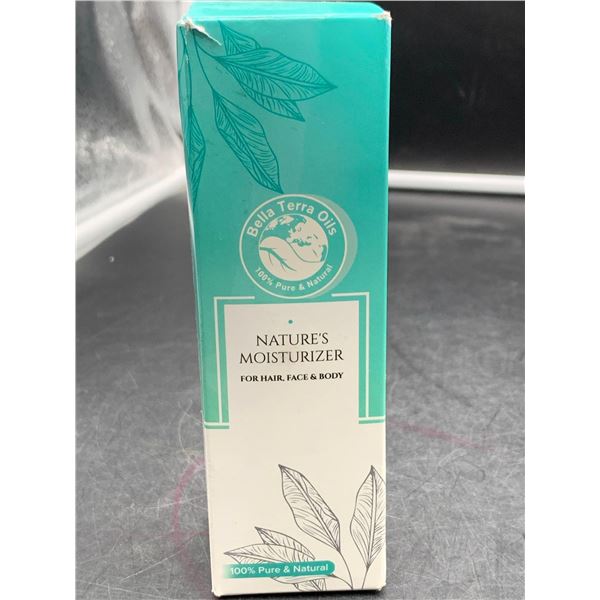 Bella Terra Oils
100% Pure & Natural
NATURE'S
MOISTURIZER
FOR HAIR, FACE & BODY
100% Pure & Natural